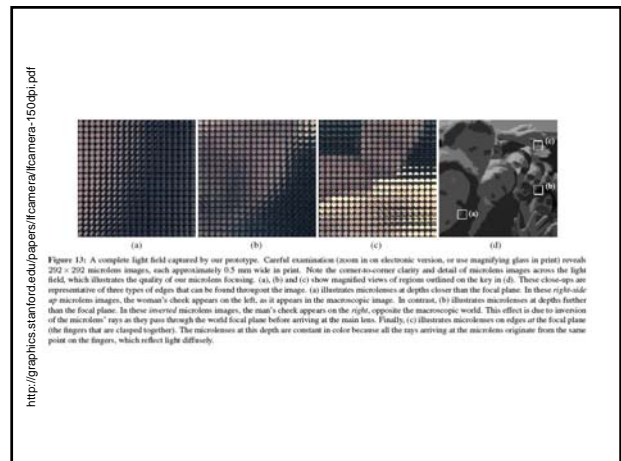 http://graphics.stanford.edu/papers/lfcamera/lfcamera-150dpi.pdf
(a)
(b)
(c)
(d)
(c)
(b)
(a)
Figure 13: A complete light field captured by our prototype. Careful examination (zoom in on electronic version, or use magnifying glass in print) reveals
292 × 292 microlens images, each approximately 0.5 mm wide in print. Note the corner-to-corner clarity and detail of microlens images across the light
field, which illustrates the quality of our microlens focusing. (a), (b) and (c) show magnified views of regions outlined on the key in (d). These close-ups are
representative of three types of edges that can be found througout the image. (a) illustrates microlenses at depths closer than the focal plane. In these right-side
up microlens images, the woman's cheek appears on the left, as it appears in the macroscopic image. In contrast, (b) illustrates microlenses at depths further
than the focal plane. In these inverted microlens images, the man's cheek appears on the right, opposite the macroscopic world. This effect is due to inversion
of the microlens' rays as they pass through the world focal plane before arriving at the main lens. Finally, (c) illustrates microlenses on edges at the focal plane
(the fingers that are clasped together). The microlenses at this depth are constant in color because all the rays arriving at the microlens originate from the same
point on the fingers, which reflect light diffusely.